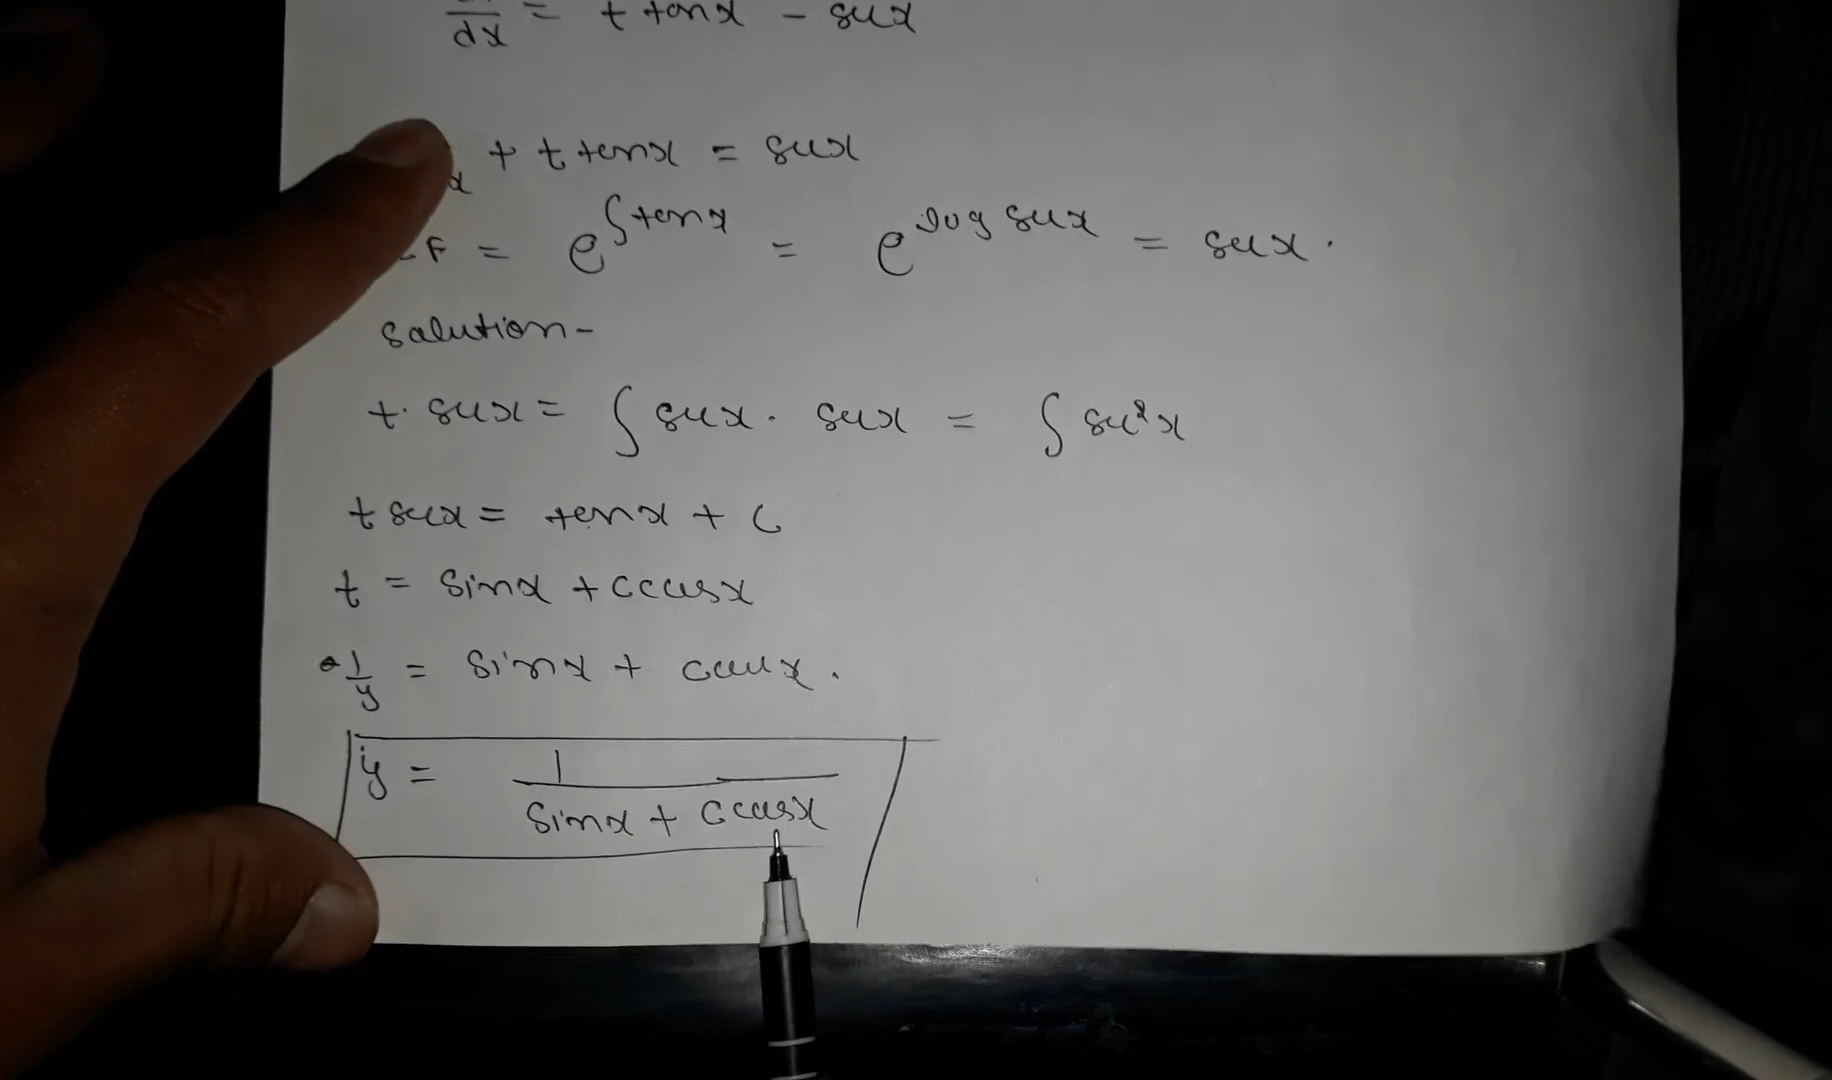 dx = t tanx - secx
x + t tanx = secx
F = e^∫tanx = e^log secx = secx.
Solution-
t. secx = ∫ secx. secx = ∫ sec²x
t secx = tanx + C
t = sinx + C cosx
1/y = sinx + C cosx.
y = 1/(sinx + C cosx)